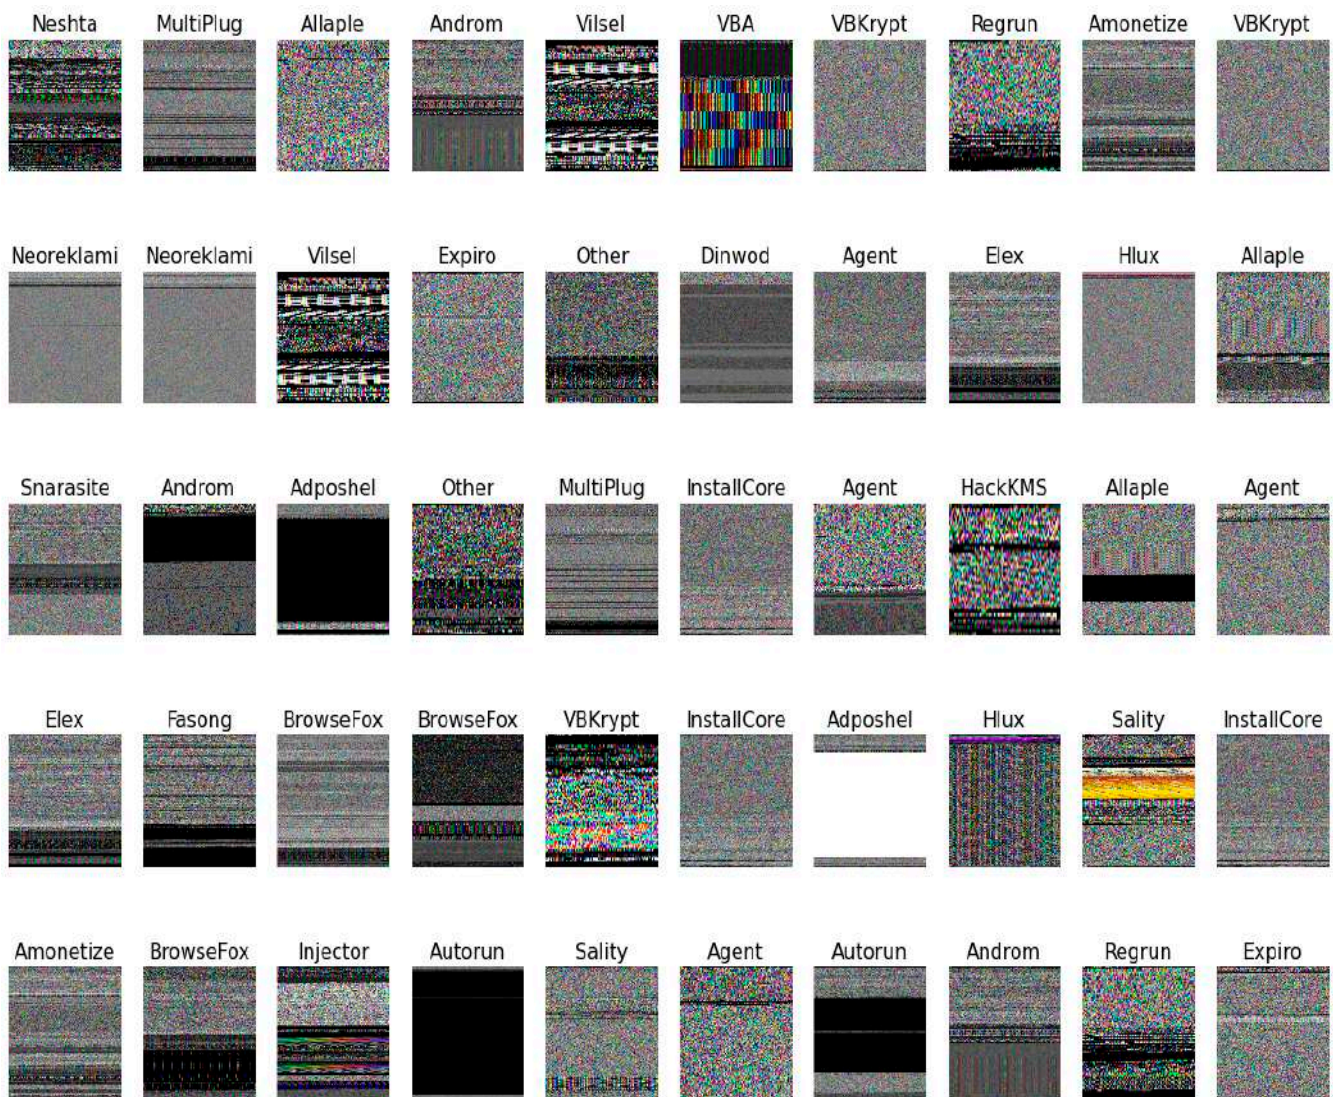 Neshta MultiPlug Allaple Androm Vilsel VBA VBKrypt Regrun Amonetize VBKrypt
Neoreklami Neoreklami Vilsel Expiro Other Dinwod Agent Elex Hlux Allaple
Snarasite Androm Adposhel Other MultiPlug InstallCore Agent HackKMS Allaple Agent
Elex Fasong BrowseFox BrowseFox VBKrypt InstallCore Adposhel Hlux Sality InstallCore
Amonetize BrowseFox Injector Autorun Sality Agent Autorun Androm Regrun Expiro